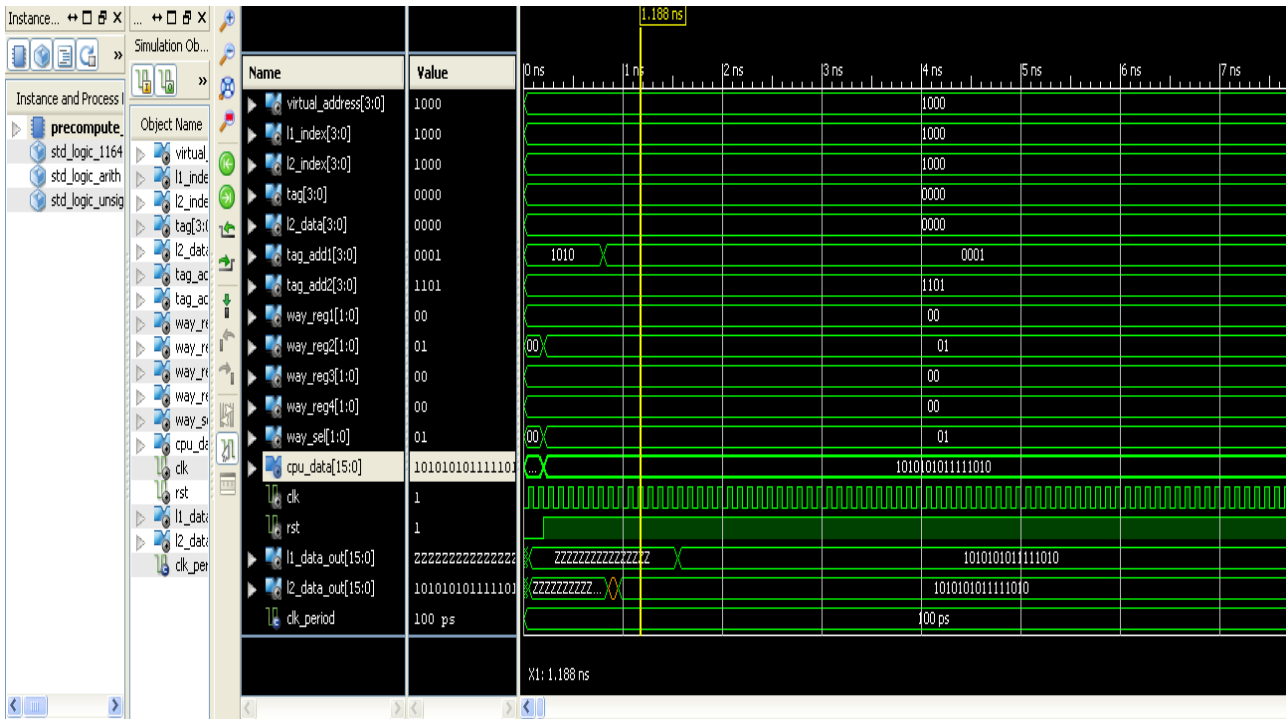 Instance...
...
1.188 ns
Simulation Ob...
»
»
Name
Value
0 ns
1 ns
2 ns
3 ns
4 ns
5 ns
6 ns
7 ns
Instance and Process
Object Name
precompute_
std_logic_1164
std_logic_arith
std_logic_unsig
virtual_
l1_inde
l2_inde
tag[3:0
l2_data
tag_ac
tag_ac
way_re
way_re
way_re
way_re
way_se
cpu_da
clk
rst
l1_data
l2_data
clk_per
virtual_address[3:0] 1000 1000
l1_index[3:0] 1000 1000
l2_index[3:0] 1000 1000
tag[3:0] 0000 0000
l2_data[3:0] 0000 0000
tag_add1[3:0] 0001 1010 0001
tag_add2[3:0] 1101 1101
way_reg1[1:0] 00 00
way_reg2[1:0] 01 00 01
way_reg3[1:0] 00 00
way_reg4[1:0] 00 00
way_sel[1:0] 01 00 01
cpu_data[15:0] 101010101111101 ... 1010101011111010
clk 1
rst 1
l1_data_out[15:0] ZZZZZZZZZZZZZZZ ZZZZZZZZZZZZZZZZ 1010101011111010
l2_data_out[15:0] 101010101111101 ZZZZZZZZZZ... 1010101011111010
clk_period 100 ps 100 ps
X1: 1.188 ns